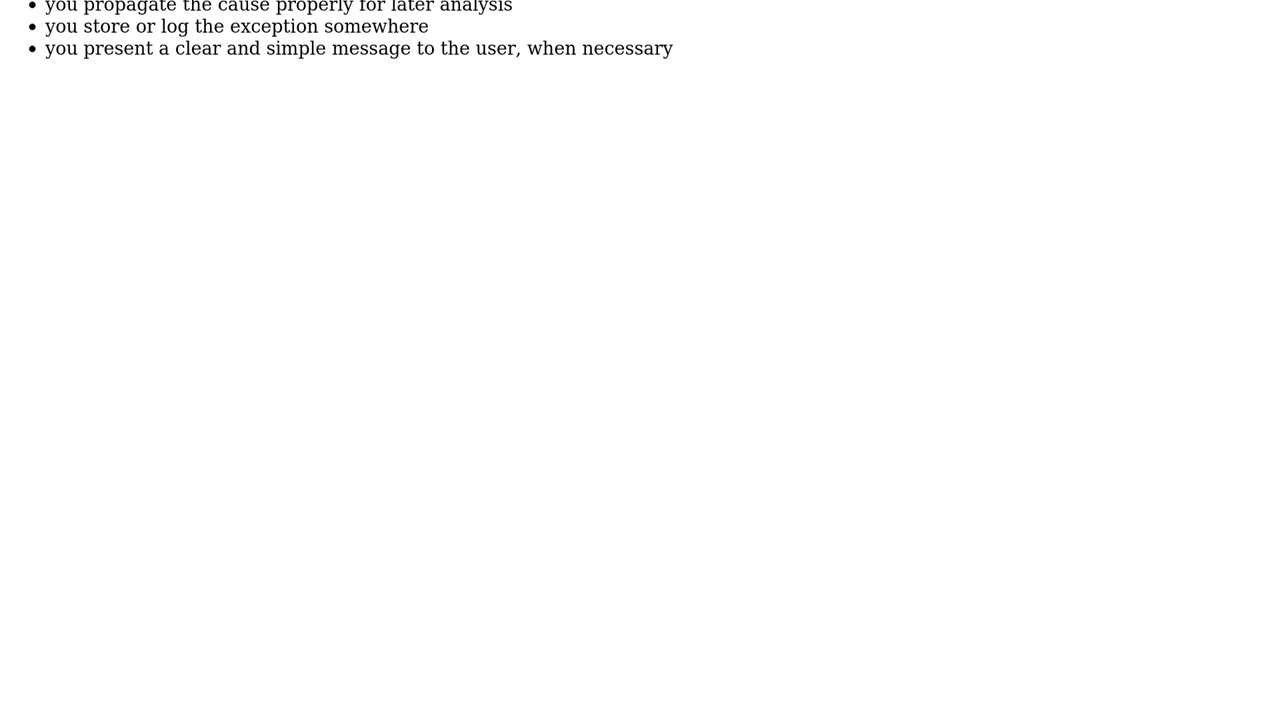 • you propagate the cause properly for later analysis
• you store or log the exception somewhere
• you present a clear and simple message to the user, when necessary